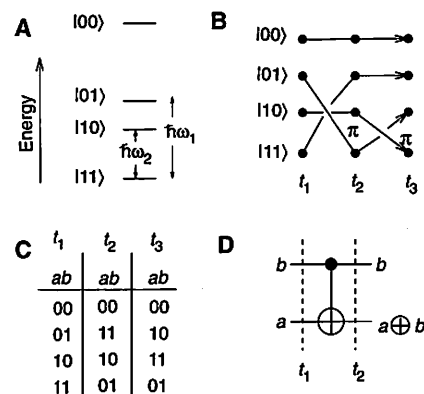 A
|00⟩
|01⟩
|10⟩
|11⟩
Energy
ħω₁
ħω₂
B
|00⟩
|01⟩
|10⟩
|11⟩
π
π
t₁ t₂ t₃
C
t₁ t₂ t₃
ab ab ab
00 00 00
01 11 10
10 10 11
11 01 01
D
b b
a a⊕b
t₁ t₂